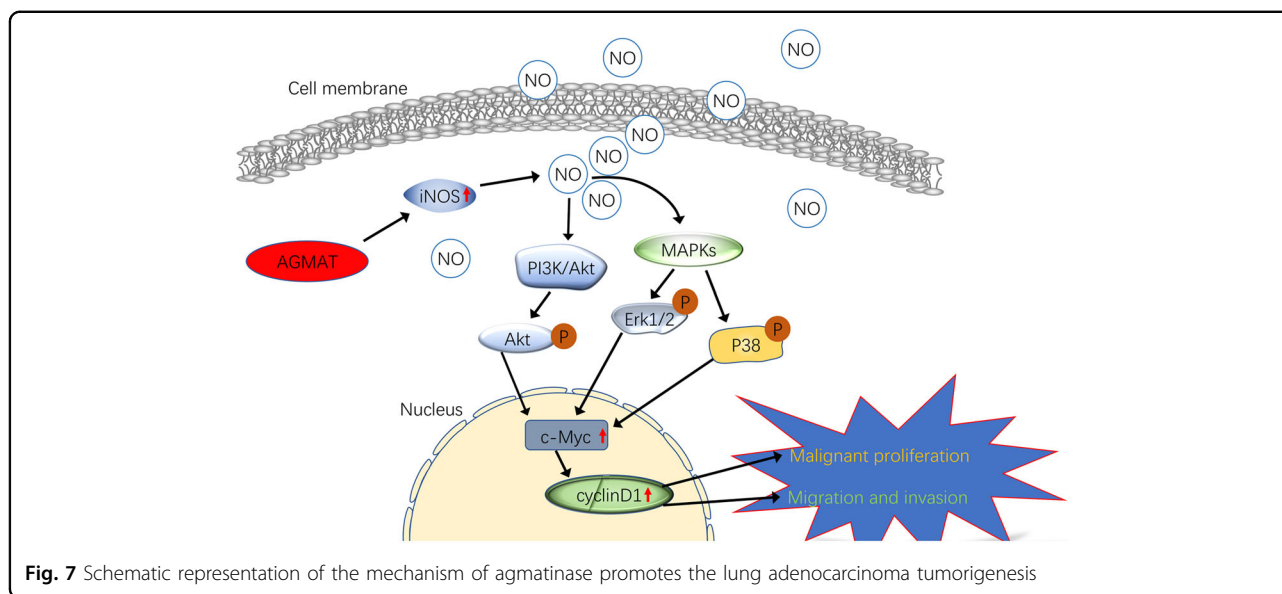 NO
NO
NO
NO
Cell membrane
NO
NO
NO
iNOS
NO
NO
AGMAT
NO
MAPKs
PI3K/Akt
P
Erk1/2
P
Akt
P
P38
Nucleus
c-Myc
Malignant proliferation
cyclinD1
Migration and invasion
Fig. 7 Schematic representation of the mechanism of agmatinase promotes the lung adenocarcinoma tumorigenesis